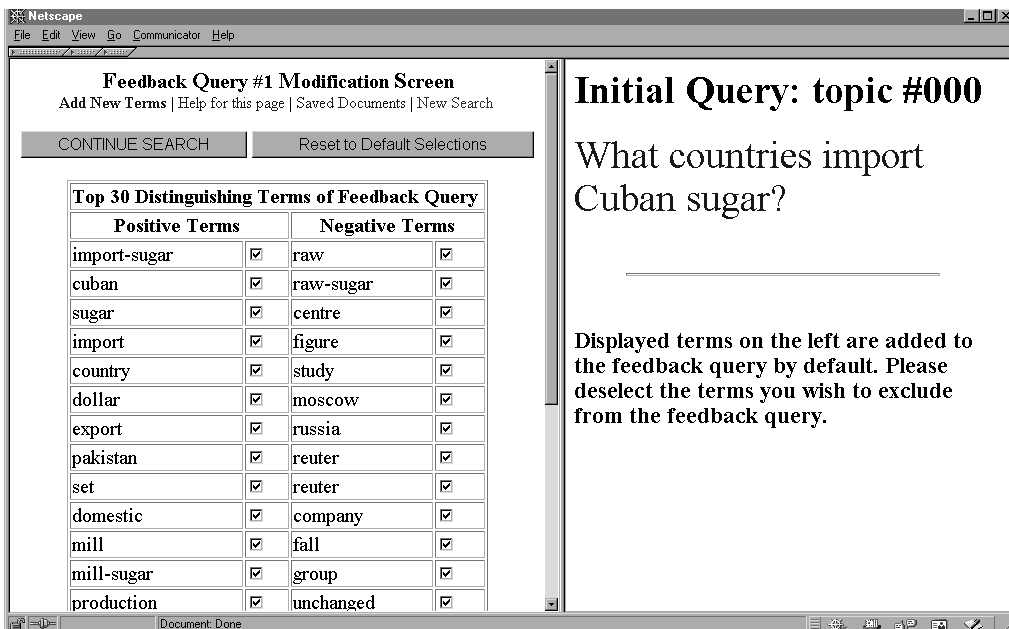 Netscape
File Edit View Go Communicator Help
Feedback Query #1 Modification Screen
Add New Terms | Help for this page | Saved Documents | New Search
CONTINUE SEARCH Reset to Default Selections
Top 30 Distinguishing Terms of Feedback Query
Positive Terms Negative Terms
import-sugar raw
cuban raw-sugar
sugar centre
import figure
country study
dollar moscow
export russia
pakistan reuter
set reuter
domestic company
mill fall
mill-sugar group
production unchanged
Initial Query: topic #000
What countries import
Cuban sugar?
Displayed terms on the left are added to
the feedback query by default. Please
deselect the terms you wish to exclude
from the feedback query.
Document: Done